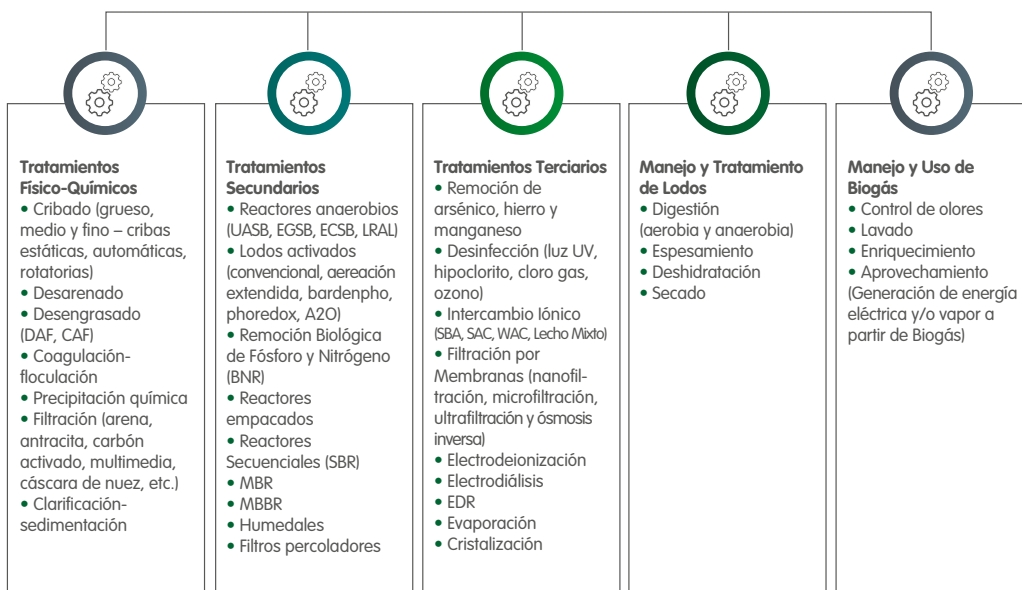 Tratamientos
Físico-Químicos
• Cribado (grueso,
medio y fino – cribas
estáticas, automáticas,
rotatorias)
• Desarenado
• Desengrasado
(DAF, CAF)
• Coagulación-
floculación
• Precipitación química
• Filtración (arena,
antracita, carbón
activado, multimedia,
cáscara de nuez, etc.)
• Clarificación-
sedimentación
Tratamientos
Secundarios
• Reactores anaerobios
(UASB, EGSB, ECSB, LRAL)
• Lodos activados
(convencional, aereación
extendida, bardenpho,
phoredox, A2O)
• Remoción Biológica
de Fósforo y Nitrógeno
(BNR)
• Reactores
empacados
• Reactores
Secuenciales (SBR)
• MBR
• MBBR
• Humedales
• Filtros percoladores
Tratamientos Terciarios
• Remoción de
arsénico, hierro y
manganeso
• Desinfección (luz UV,
hipoclorito, cloro gas,
ozono)
• Intercambio Iónico
(SBA, SAC, WAC, Lecho Mixto)
• Filtración por
Membranas (nanofil-
tración, microfiltración,
ultrafiltración y ósmosis
inversa)
• Electrodeionización
• Electrodiálisis
• EDR
• Evaporación
• Cristalización
Manejo y Tratamiento
de Lodos
• Digestión
(aerobia y anaerobia)
• Espesamiento
• Deshidratación
• Secado
Manejo y Uso de
Biogás
• Control de olores
• Lavado
• Enriquecimiento
• Aprovechamiento
(Generación de energía
eléctrica y/o vapor a
partir de Biogás)